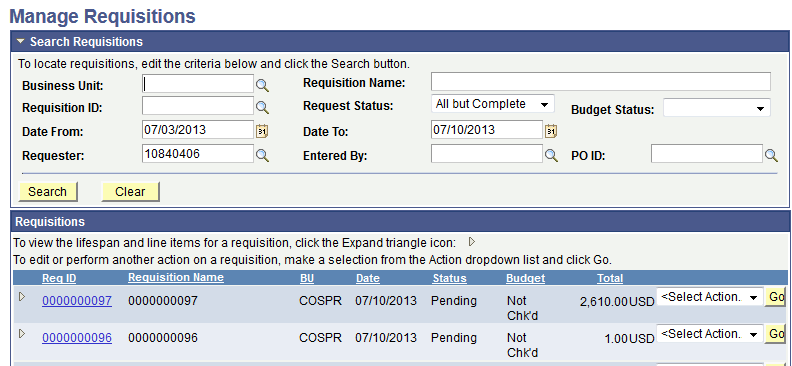 Manage Requisitions
Search Requisitions
To locate requisitions, edit the criteria below and click the Search button.
Business Unit: Requisition Name:
Requisition ID: Request Status: All but Complete Budget Status:
Date From: 07/03/2013 31 Date To: 07/10/2013 31
Requester: 10840406 Entered By: PO ID:
Search Clear
Requisitions
To view the lifespan and line items for a requisition, click the Expand triangle icon:
To edit or perform another action on a requisition, make a selection from the Action dropdown list and click Go.
Req ID Requisition Name BU Date Status Budget Total
0000000097 0000000097 COSPR 07/10/2013 Pending Not Chk'd 2,610.00 USD <Select Action. Go
0000000096 0000000096 COSPR 07/10/2013 Pending Not Chk'd 1.00 USD <Select Action. Go